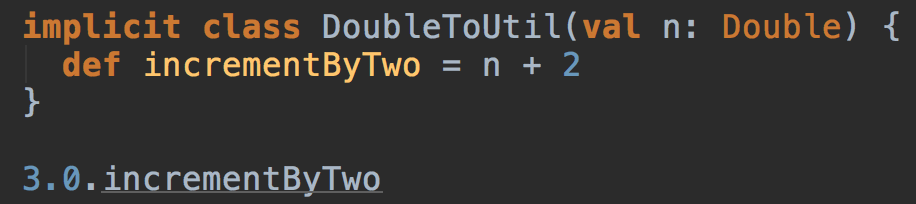 implicit class DoubleToUtil(val n: Double) {
  def incrementByTwo = n + 2
}

3.0.incrementByTwo